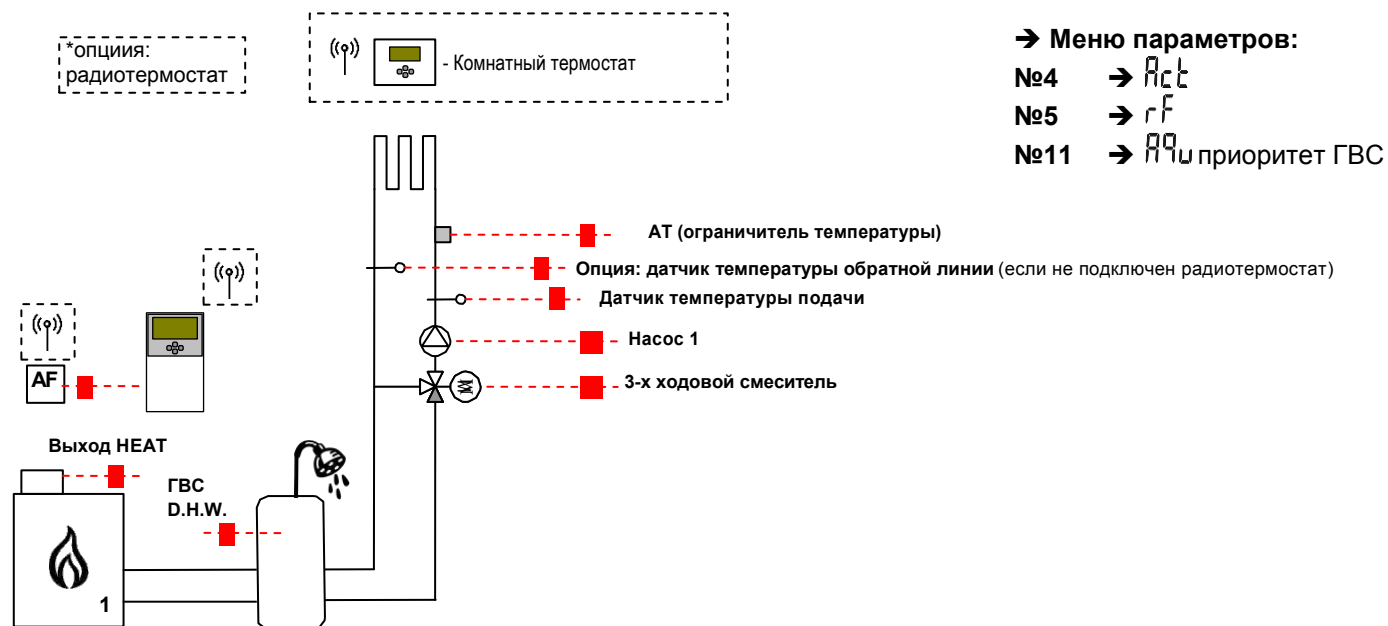 *опциия:
радиотермостат
- Комнатный термостат
➔ Меню параметров:
№4 ➔ Act
№5 ➔ rF
№11 ➔ Aqu приоритет ГВС
AT (ограничитель температуры)
Опция: датчик температуры обратной линии (если не подключен радиотермостат)
Датчик температуры подачи
Насос 1
3-х ходовой смеситель
AF
Выход HEAT
ГВС
D.H.W.
1